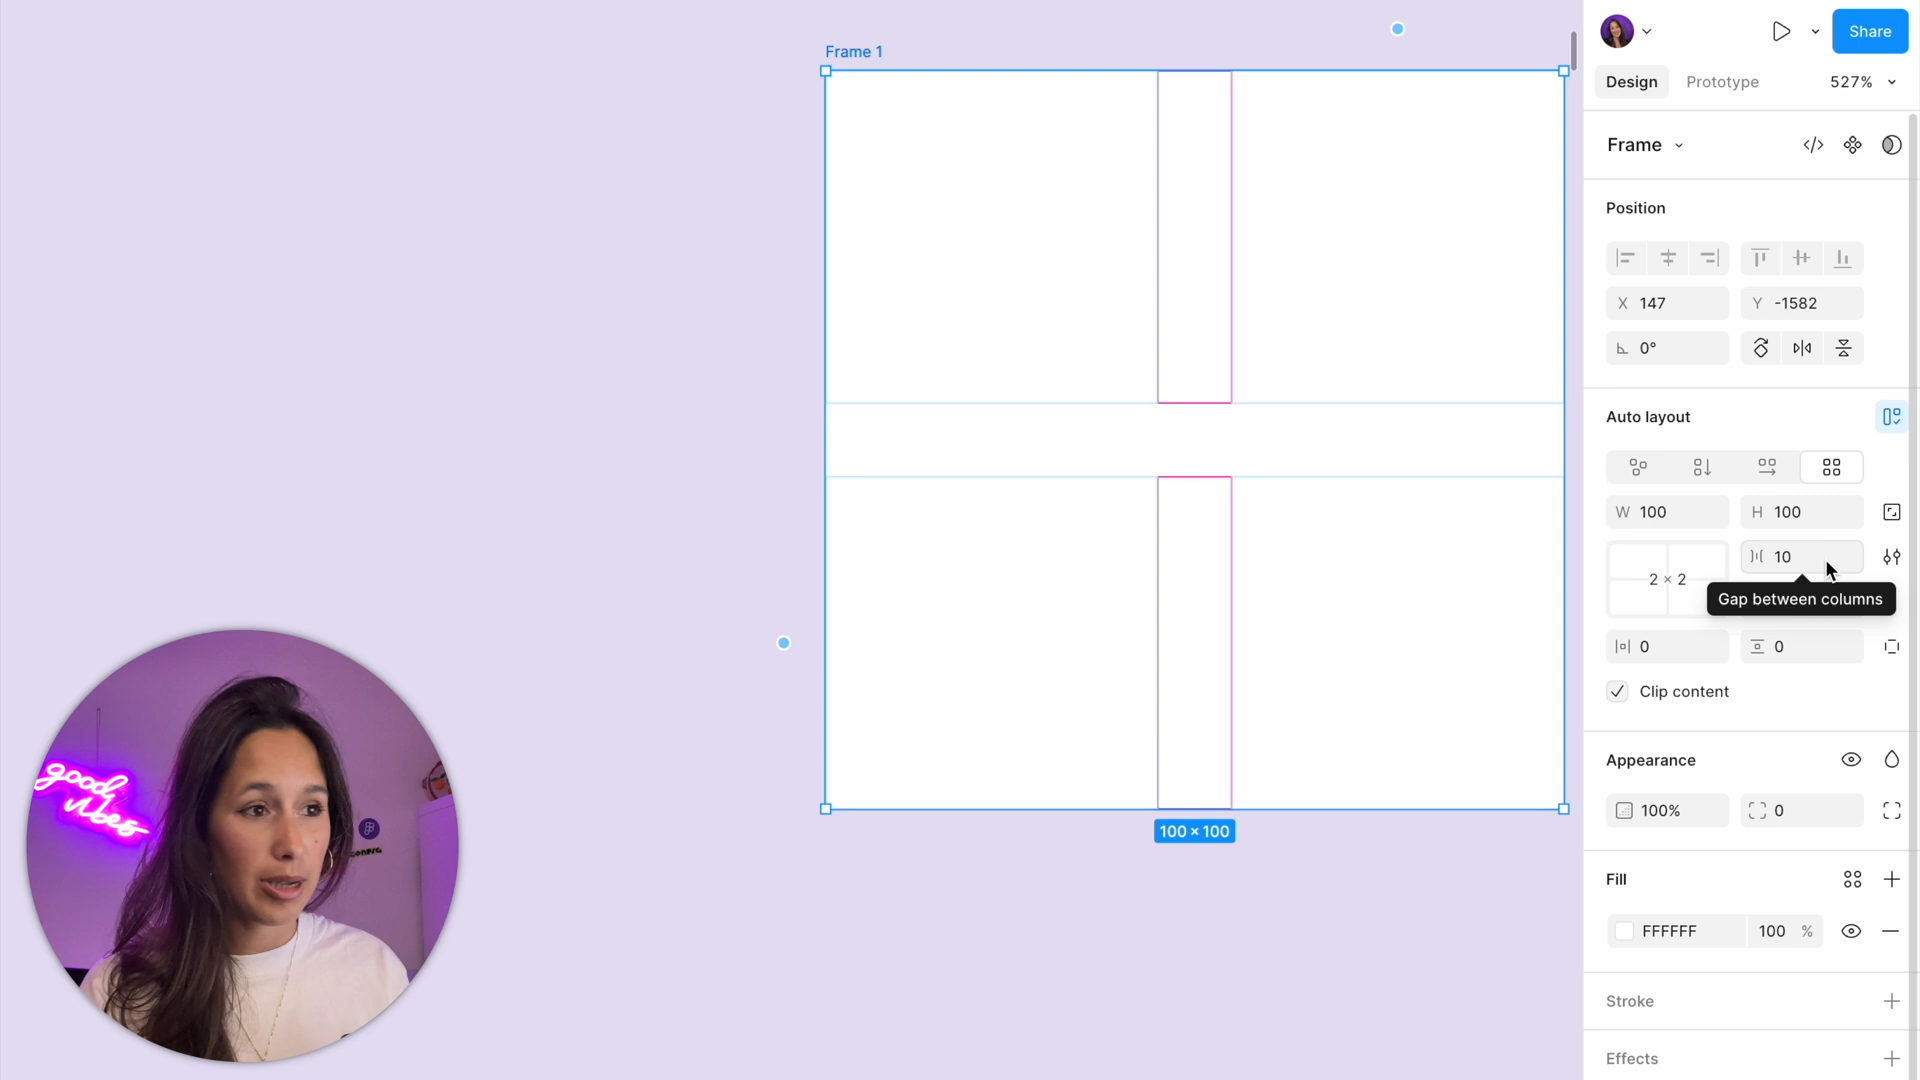 Frame 1
Share
Design Prototype 527%
Frame
Position
X 147 Y -1582
0°
Auto layout
W 100 H 100
2 × 2
10
Gap between columns
0 0
Clip content
100 × 100
Appearance
100% 0
Fill
FFFFFF 100 %
Stroke
Effects
good
vibes